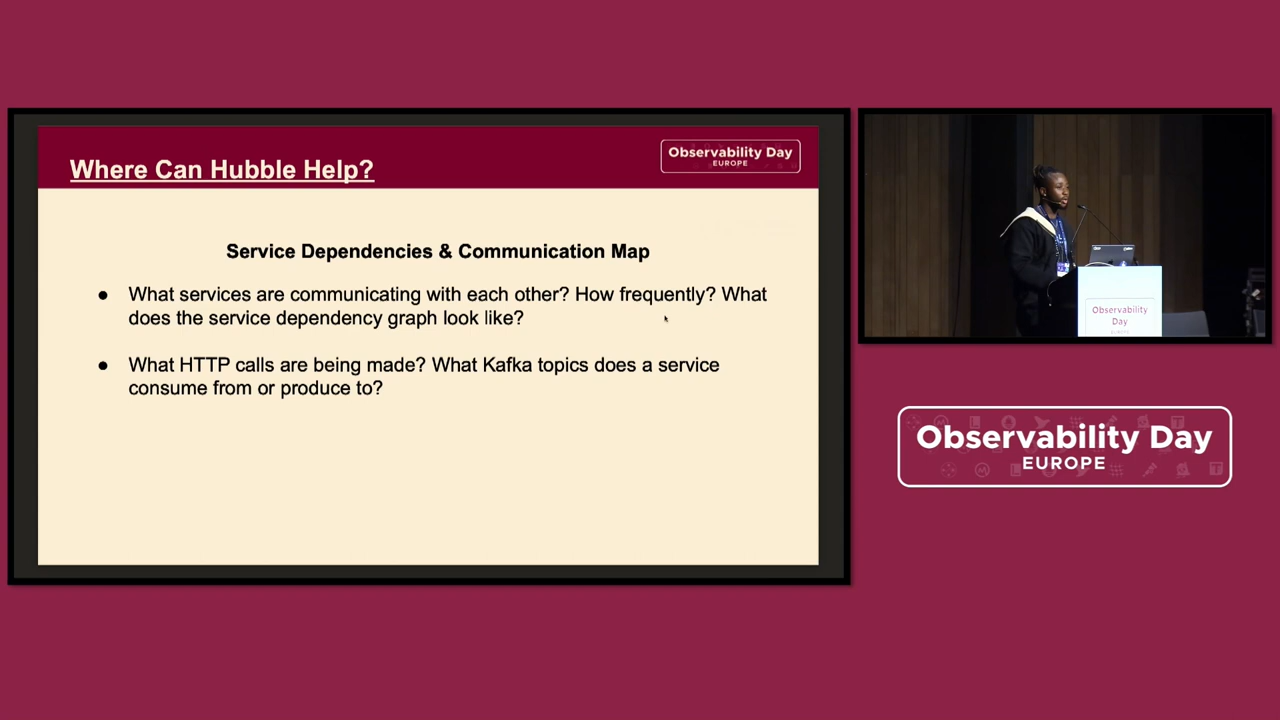 Where Can Hubble Help?
Observability Day
EUROPE
Service Dependencies & Communication Map
● What services are communicating with each other? How frequently? What
does the service dependency graph look like?
● What HTTP calls are being made? What Kafka topics does a service
consume from or produce to?
Observability
Day
Observability Day
EUROPE